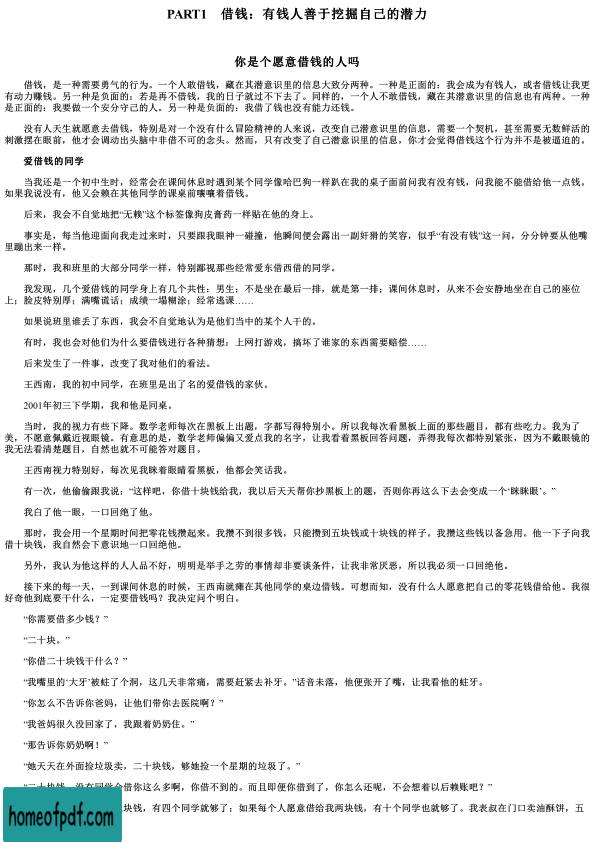 PART1 借钱：有钱人善于挖掘自己的潜力
你是个愿意借钱的人吗
借钱，是一种需要勇气的行为。一个人敢借钱，藏在其潜意识里的信息大致分两种。一种是正面的：我会成为有钱人，或者借钱让我更
有动力赚钱。另一种是负面的：若是再不借钱，我的日子就过不下去了。同样的，一个人不敢借钱，藏在其潜意识里的信息也有两种。一种
是正面的：我要做一个安分守己的人。另一种是负面的：我借了钱也没有能力还钱。
没有人天生就愿意去借钱，特别是对一个没有什么冒险精神的人来说，改变自己潜意识里的信息，需要一个契机，甚至需要无数鲜活的
刺激摆在眼前，他才会调动出头脑中非借不可的念头。然而，只有改变了自己潜意识里的信息，你才会觉得借钱这个行为并不是被逼迫的。
爱借钱的同学
当我还是一个初中生时，经常会在课间休息时遇到某个同学像哈巴狗一样趴在我的桌子面前问我有没有钱，问我能不能借给他一点钱。
如果我说没有，他又会赖在其他同学的课桌前嚷嚷着借钱。
后来，我会不自觉地把“无赖”这个标签像狗皮膏药一样贴在他的身上。
事实是，每当他迎面向我走过来时，只要跟我眼神一碰撞，他瞬间便会露出一副奸猾的笑容，似乎“有没有钱”这一问，分分钟要从他嘴
里蹦出来一样。
那时，我和班里的大部分同学一样，特别鄙视那些经常爱东借西借的同学。
我发现，几个爱借钱的同学身上有几个共性：男生；不是坐在最后一排，就是第一排；课间休息时，从来不会安静地坐在自己的座位
上；脸皮特别厚；满嘴谎话；成绩一塌糊涂；经常逃课……
如果说班里谁丢了东西，我会不自觉地认为是他们当中的某个人干的。
有时，我也会对他们为什么要借钱进行各种猜想：上网打游戏，搞坏了谁家的东西需要赔偿……
后来发生了一件事，改变了我对他们的看法。
王西南，我的初中同学，在班里是出了名的爱借钱的家伙。
2001年初三下学期，我和他是同桌。
当时，我的视力有些下降。数学老师每次在黑板上出题，字都写得特别小。所以我每次看黑板上面的那些题目，都有些吃力。我为了
美，不愿意佩戴近视眼镜。有意思的是，数学老师偏偏又爱点我的名字，让我看着黑板回答问题，弄得我每次都特别紧张，因为不戴眼镜的
我无法看清楚题目，自然也就不可能答对题目。
王西南视力特别好，每次见我眯着眼睛看黑板，他都会笑话我。
有一次，他偷偷跟我说：“这样吧，你借十块钱给我，我以后天天帮你抄黑板上的题，否则你再这么下去会变成一个‘眯眯眼’。”
我白了他一眼，一口回绝了他。
那时，我会用一个星期时间把零花钱攒起来。我攒不到很多钱，只能攒到五块钱或十块钱的样子。我攒这些钱以备急用。他一下子向我
借十块钱，我自然会下意识地一口回绝他。
另外，我认为他这样的人人品不好，明明是举手之劳的事情却非要谈条件，让我非常厌恶，所以我必须一口回绝他。
接下来的每一天，一到课间休息的时候，王西南就瘫在其他同学的桌边借钱。可想而知，没有什么人愿意把自己的零花钱借给他。我很
好奇他到底要干什么，一定要借钱吗？我决定问个明白。
“你需要借多少钱？”
“二十块。”
“你借二十块钱干什么？”
“我嘴里的‘大牙’被蛀了个洞，这几天非常痛，需要赶紧去补牙。”话音未落，他便张开了嘴，让我看他的蛀牙。
“你怎么不告诉你爸妈，让他们带你去医院啊？”
“我爸妈很久没回家了，我跟着奶奶住。”
“那告诉你奶奶啊！”
“她天天在外面捡垃圾卖，二十块钱，够她捡一个星期的垃圾了。”
“二十块钱，没有同学会借你这么多啊，你借不到的。而且即便你借到了，你怎么还呢，不会想着以后赖账吧？”
块钱，有四个同学就够了；如果每个人愿意借给我两块钱，有十个同学也就够了。我表叔在门口卖油酥饼，五
homeofpdf.com